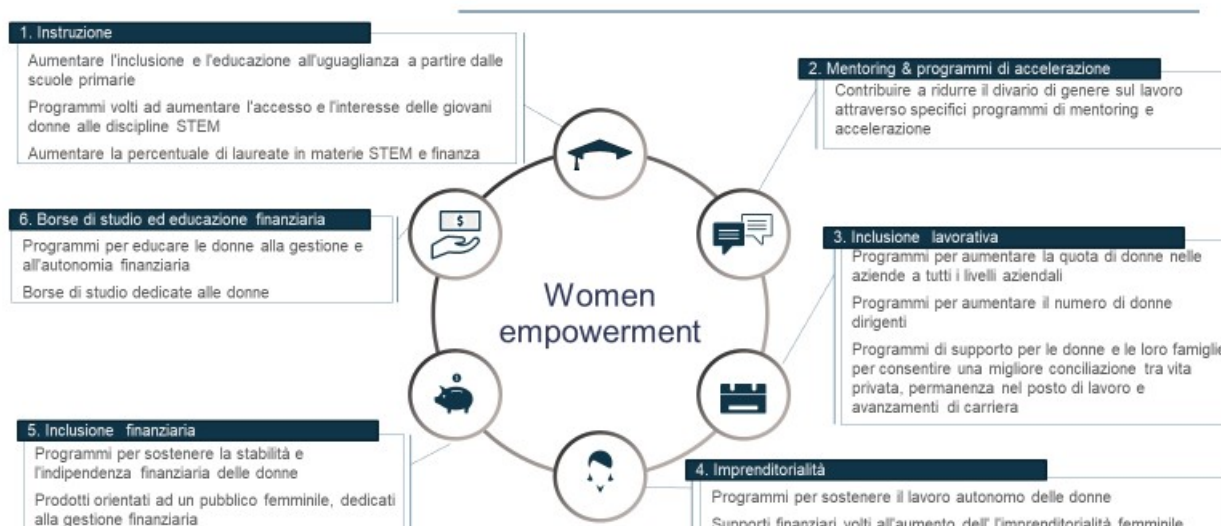 1. Instruzione
Aumentare l'inclusione e l'educazione all'uguaglianza a partire dalle
scuole primarie
Programmi volti ad aumentare l'accesso e l'interesse delle giovani
donne alle discipline STEM
Aumentare la percentuale di laureate in materie STEM e finanza
2. Mentoring & programmi di accelerazione
Contribuire a ridurre il divario di genere sul lavoro
attraverso specifici programmi di mentoring e
accelerazione
3. Inclusione lavorativa
Programmi per aumentare la quota di donne nelle
aziende a tutti i livelli aziendali
Programmi per aumentare il numero di donne
dirigenti
Programmi di supporto per le donne e le loro famiglie
per consentire una migliore conciliazione tra vita
privata, permanenza nel posto di lavoro e
avanzamenti di carriera
4. Imprenditorialità
Programmi per sostenere il lavoro autonomo delle donne
Supporti finanziari volti all'aumento dell' l'imprenditorialità femminile
5. Inclusione finanziaria
Programmi per sostenere la stabilità e
l'indipendenza finanziaria delle donne
Prodotti orientati ad un pubblico femminile, dedicati
alla gestione finanziaria
6. Borse di studio ed educazione finanziaria
Programmi per educare le donne alla gestione e
all'autonomia finanziaria
Borse di studio dedicate alle donne
$
Women
empowerment